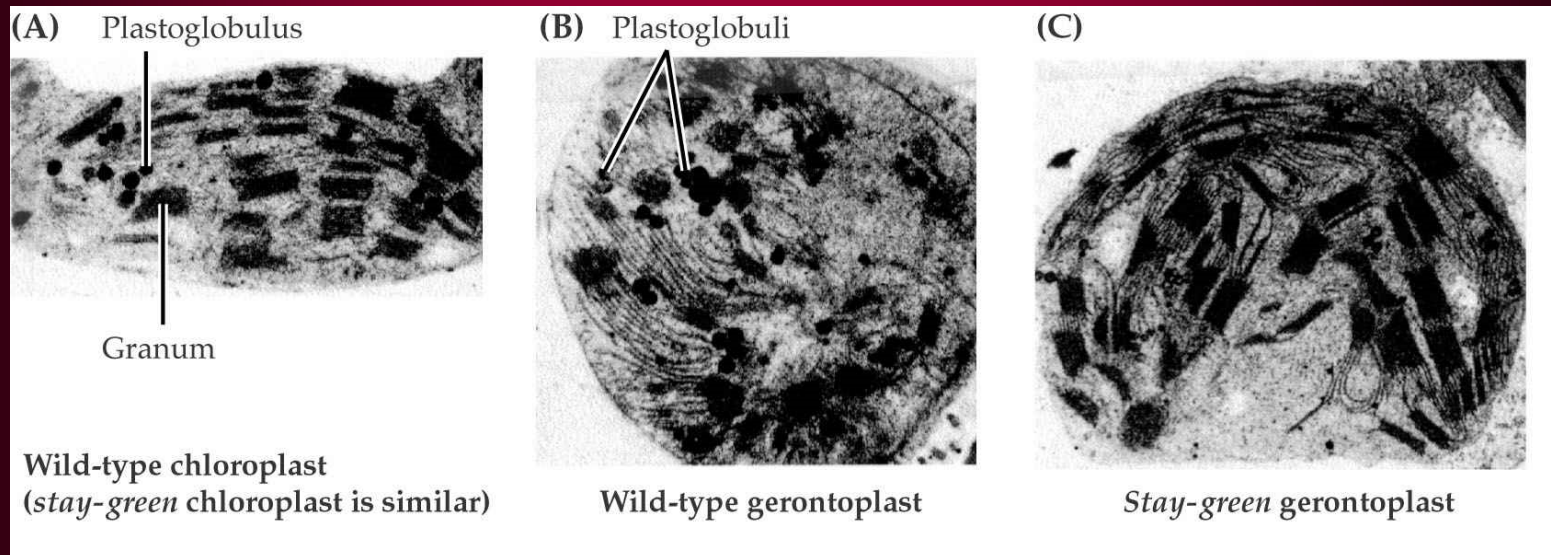 (A) Plastoglobulus
(B) Plastoglobuli
(C)
Granum
Wild-type chloroplast
(stay-green chloroplast is similar)
Wild-type gerontoplast
Stay-green gerontoplast